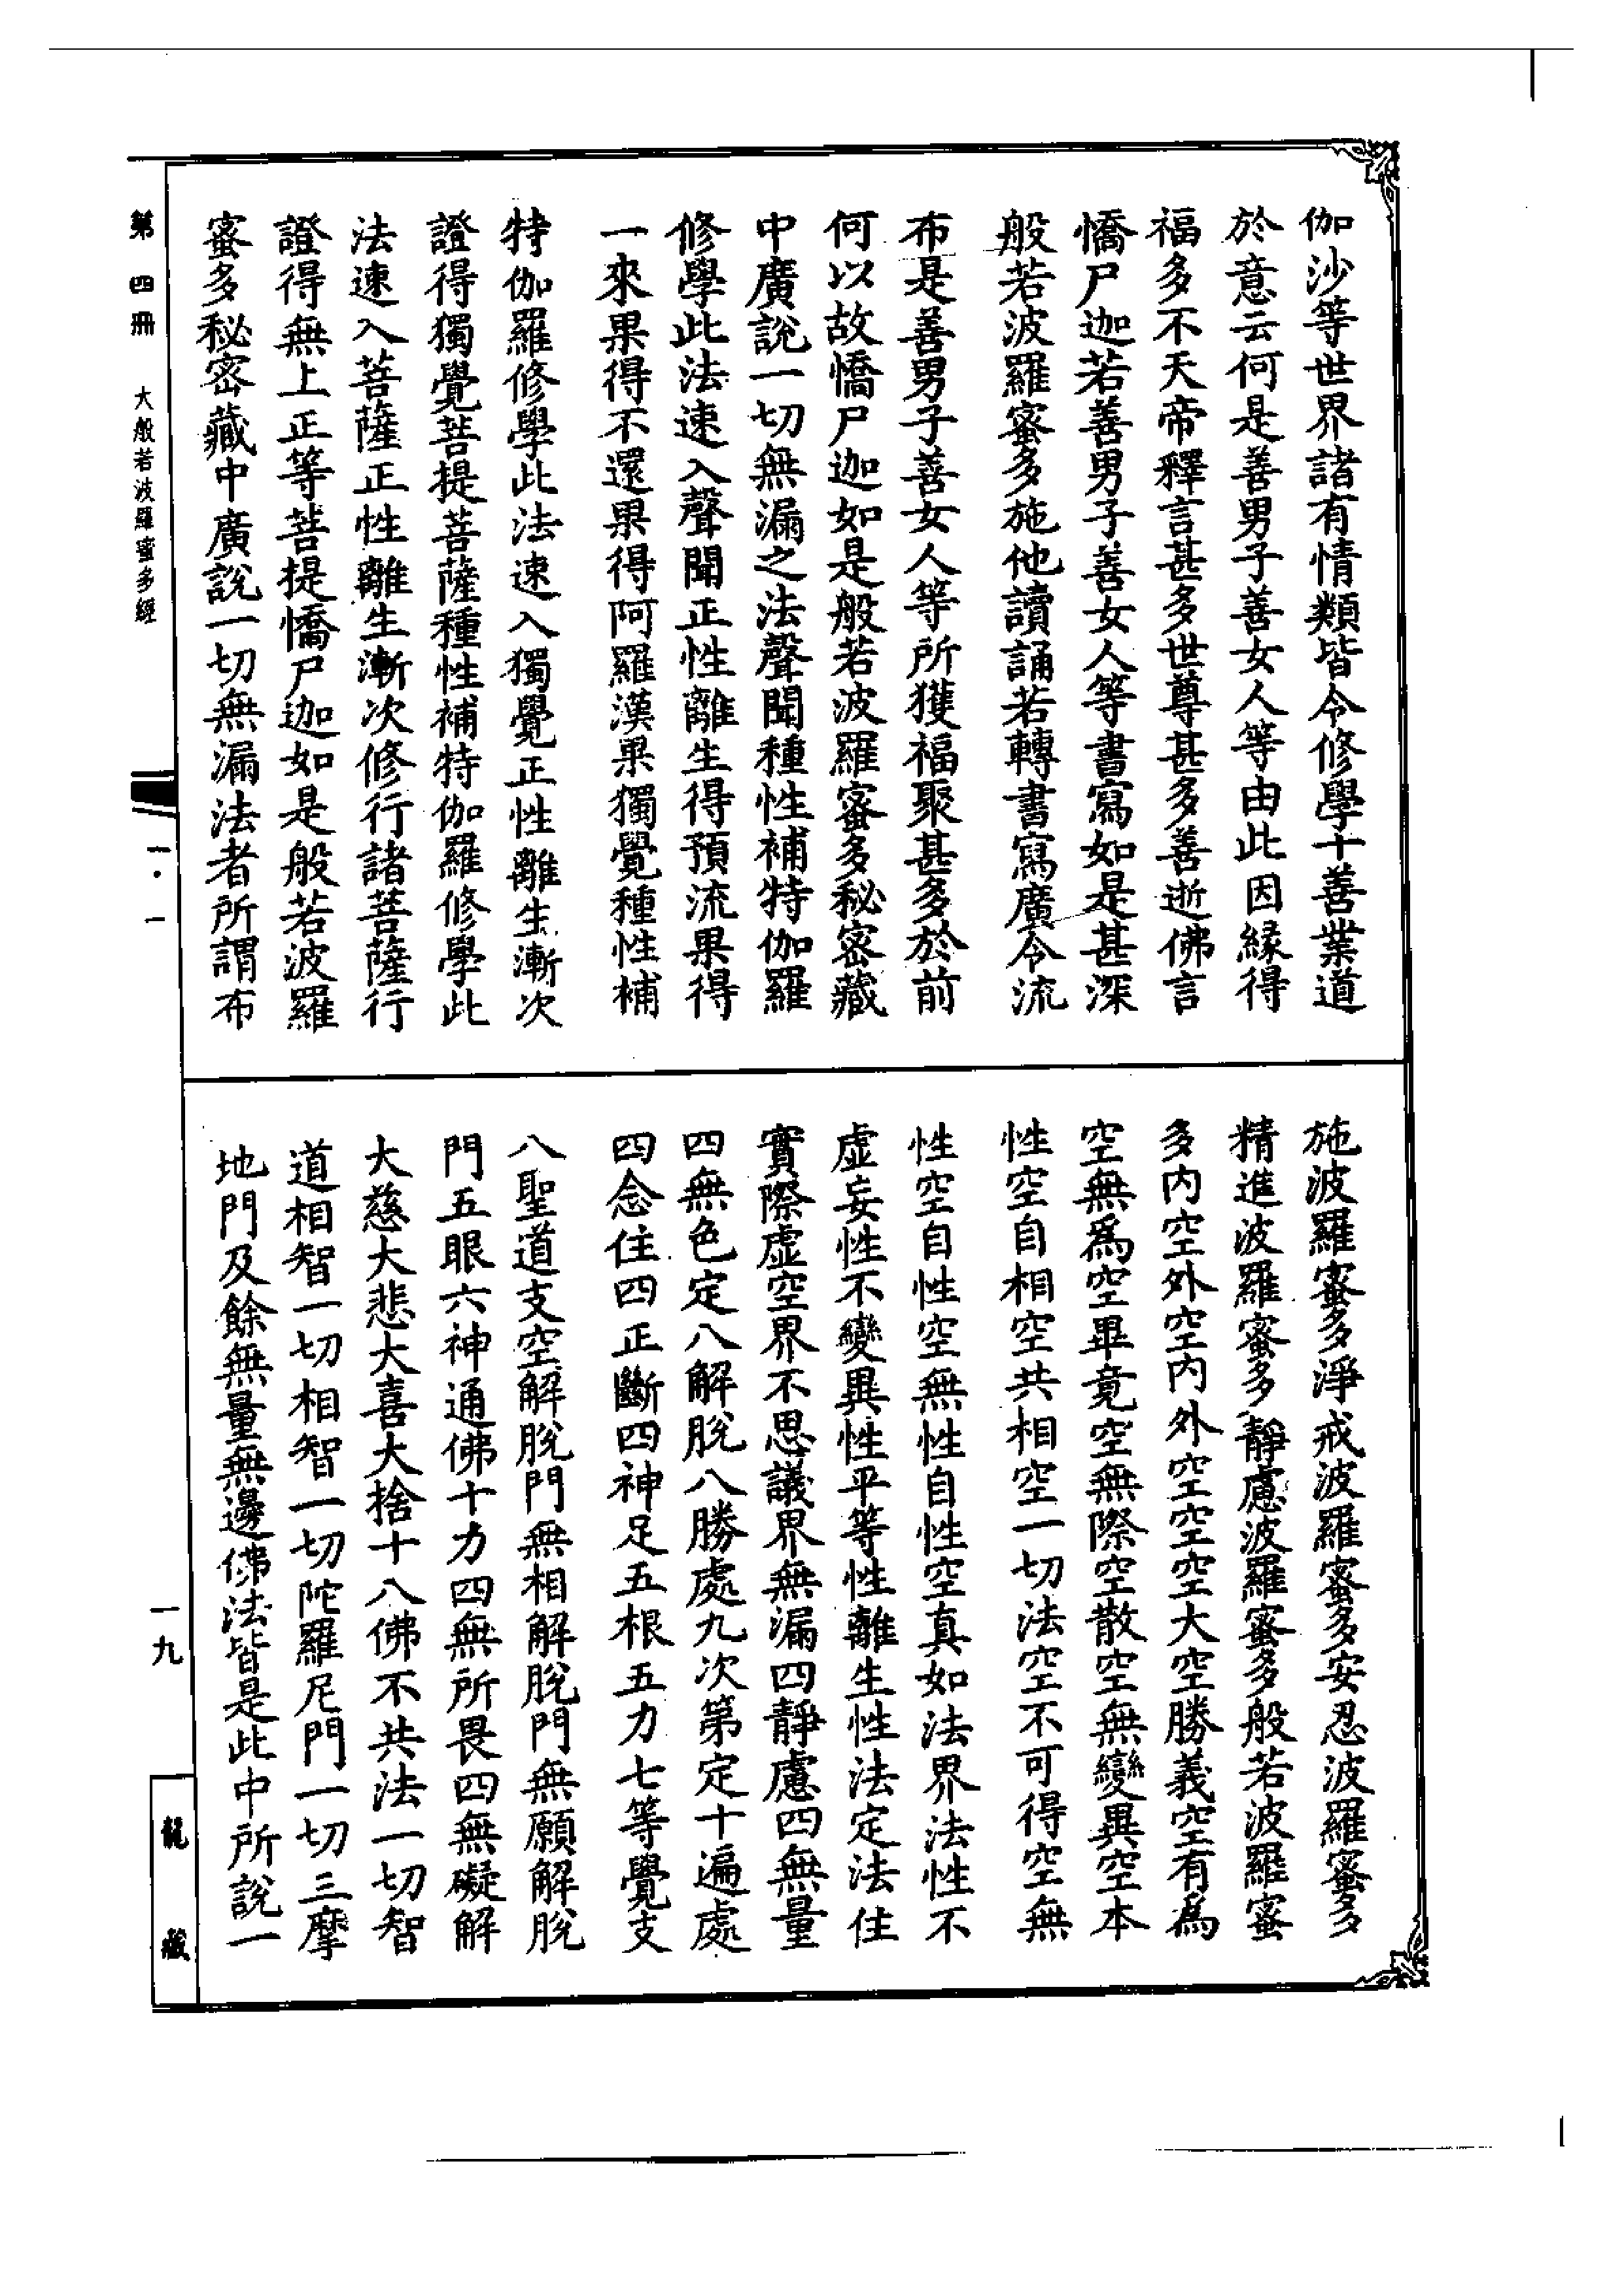 伽沙等世界諸有情類皆令修學十善業道
於意云何是善男子善女人等由此因緣得
福多不天帝釋言甚多世尊甚多善逝佛言
憍尸迦若善男子善女人等書寫如是甚深
般若波羅蜜多施他讀誦若轉書寫廣令流
布是善男子善女人等所獲福聚甚多於前
何以故憍尸迦如是般若波羅蜜多秘密藏
中廣說一切無漏之法聲聞種性補特伽羅
修學此法速入聲聞正性離生得預流果得
一來果得不還果得阿羅漢果獨覺種性補
特伽羅修學此法速入獨覺正性離生漸次
證得獨覺菩提菩薩種性補特伽羅修學此
法速入菩薩正性離生漸次修行諸菩薩行
證得無上正等菩提憍尸迦如是般若波羅
蜜多秘密藏中廣說一切無漏法者所謂布
施波羅蜜多淨戒波羅蜜多安忍波羅蜜多
精進波羅蜜多靜慮波羅蜜多般若波羅蜜
多內空外空內外空空空大空勝義空有為
空無爲空畢竟空無際空散空無變異空本
性空自相空共相空一切法空不可得空無
性空自性空無性自性空真如法界法性不
虛妄性不變異性平等性離生性法定法住
實際虛空界不思議界無漏四靜慮四無量
四無色定八解脫八勝處九次第定十遍處
四念住四正斷四神足五根五力七等覺支
八聖道支空解脫門無相解脫門無願解脫
門五眼六神通佛十力四無所畏四無礙解
大慈大悲大喜大捨十八佛不共法一切智
道相智一切相智一切陀羅尼門一切三摩
地門及餘無量無邊佛法皆是此中所說一
第四冊 大般若波羅蜜多經
一·一
一九
龍藏